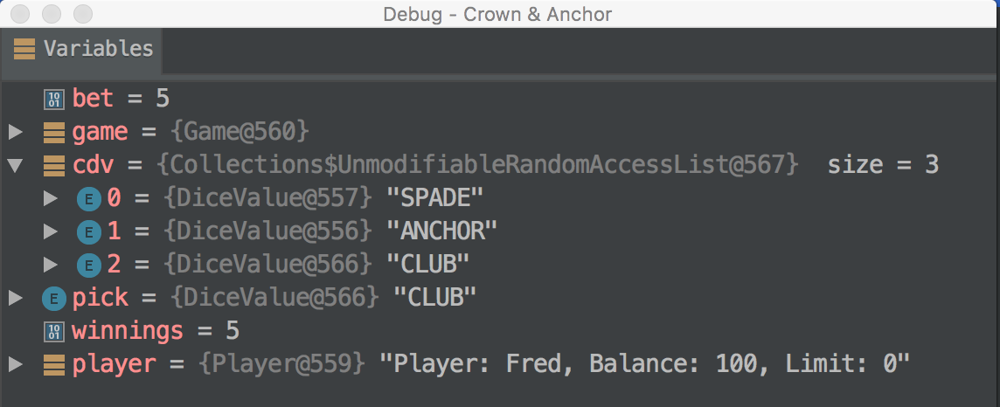 Debug - Crown & Anchor
Variables
bet = 5
game = {Game@560}
cdv = {Collections$UnmodifiableRandomAccessList@567} size = 3
E 0 = {DiceValue@557} "SPADE"
E 1 = {DiceValue@556} "ANCHOR"
E 2 = {DiceValue@566} "CLUB"
E pick = {DiceValue@566} "CLUB"
winnings = 5
player = {Player@559} "Player: Fred, Balance: 100, Limit: 0"